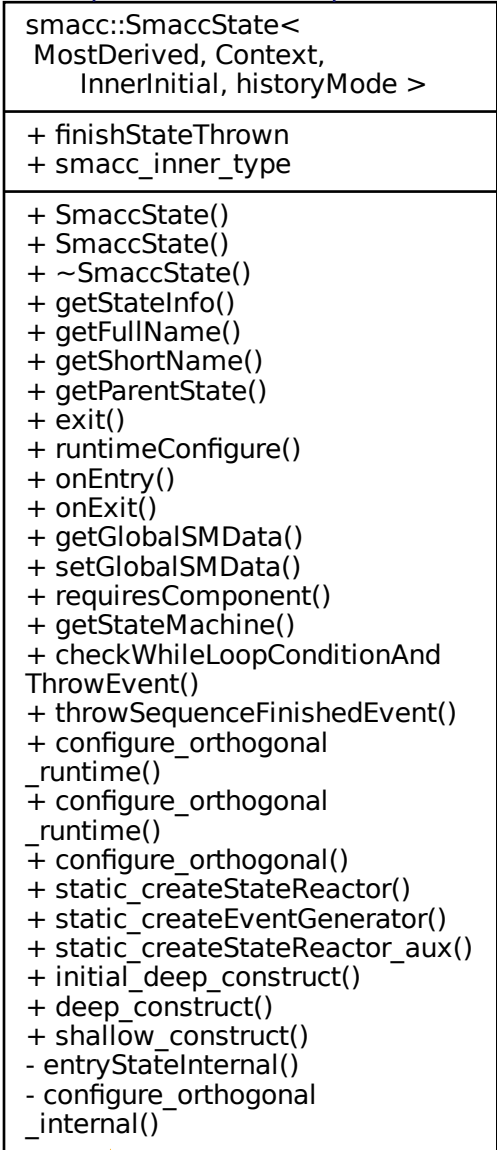 smacc::SmaccState<
MostDerived, Context,
InnerInitial, historyMode >
+ finishStateThrown
+ smacc_inner_type
+ SmaccState()
+ SmaccState()
+ ~SmaccState()
+ getStateInfo()
+ getFullName()
+ getShortName()
+ getParentState()
+ exit()
+ runtimeConfigure()
+ onEntry()
+ onExit()
+ getGlobalSMData()
+ setGlobalSMData()
+ requiresComponent()
+ getStateMachine()
+ checkWhileLoopConditionAnd
ThrowEvent()
+ throwSequenceFinishedEvent()
+ configure_orthogonal
_runtime()
+ configure_orthogonal
_runtime()
+ configure_orthogonal()
+ static_createStateReactor()
+ static_createEventGenerator()
+ static_createStateReactor_aux()
+ initial_deep_construct()
+ deep_construct()
+ shallow_construct()
- entryStateInternal()
- configure_orthogonal
_internal()